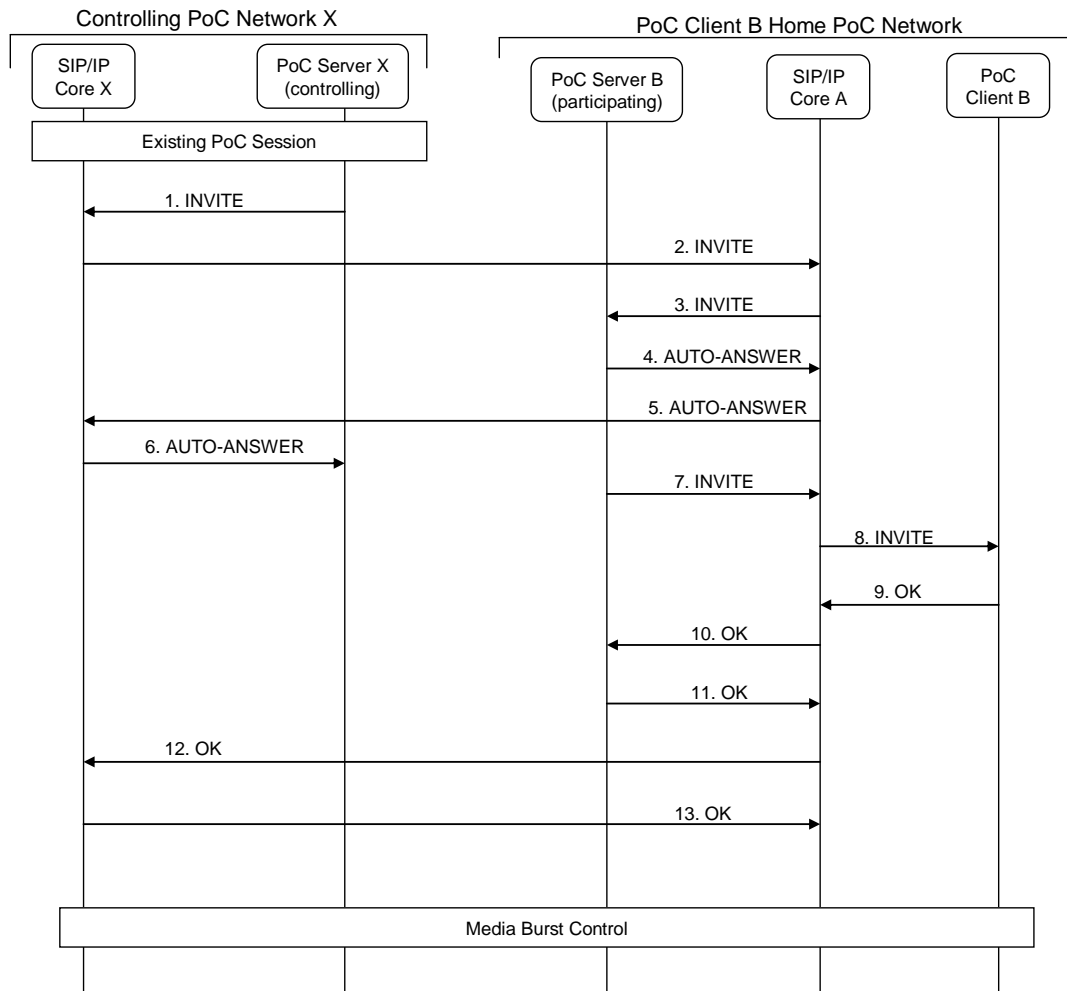 Controlling PoC Network X
PoC Client B Home PoC Network
SIP/IP
Core X
PoC Server X
(controlling)
PoC Server B
(participating)
SIP/IP
Core A
PoC
Client B
Existing PoC Session
1. INVITE
2. INVITE
3. INVITE
4. AUTO-ANSWER
5. AUTO-ANSWER
6. AUTO-ANSWER
7. INVITE
8. INVITE
9. OK
10. OK
11. OK
12. OK
13. OK
Media Burst Control